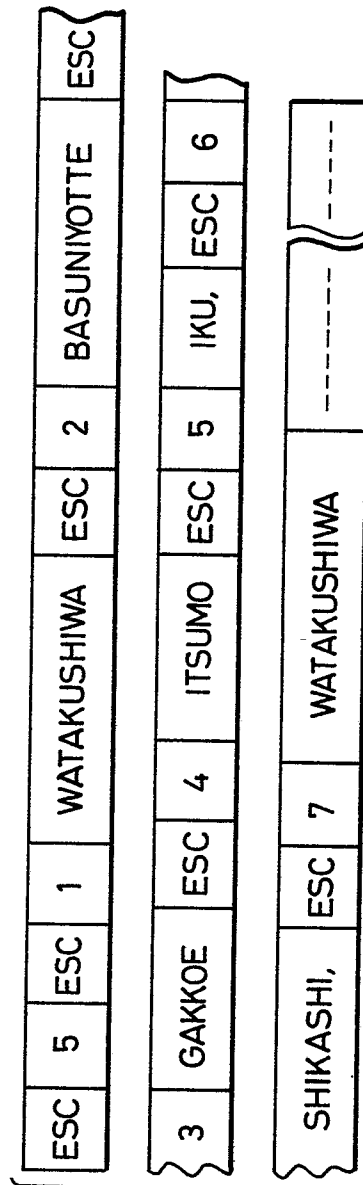 ESC 5 ESC 1 WATAKUSHIWA ESC 2 BASUNIYOTTE ESC
3 GAKKOE ESC 4 ITSUMO ESC 5 IKU, ESC 6
SHIKASHI, ESC 7 WATAKUSHIWA